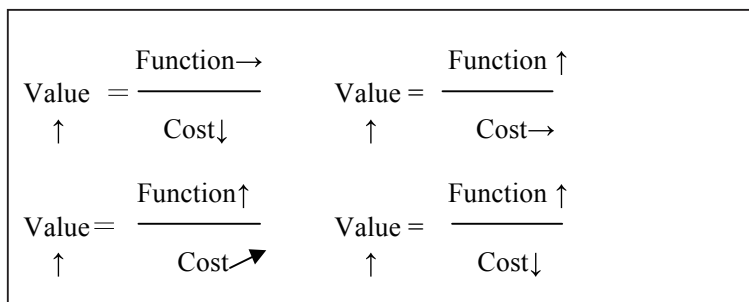 Function→ Function ↑
Value = Value =
↑ Cost↓ ↑ Cost→
Function↑ Function ↑
Value= Value =
↑ Cost↗ ↑ Cost↓